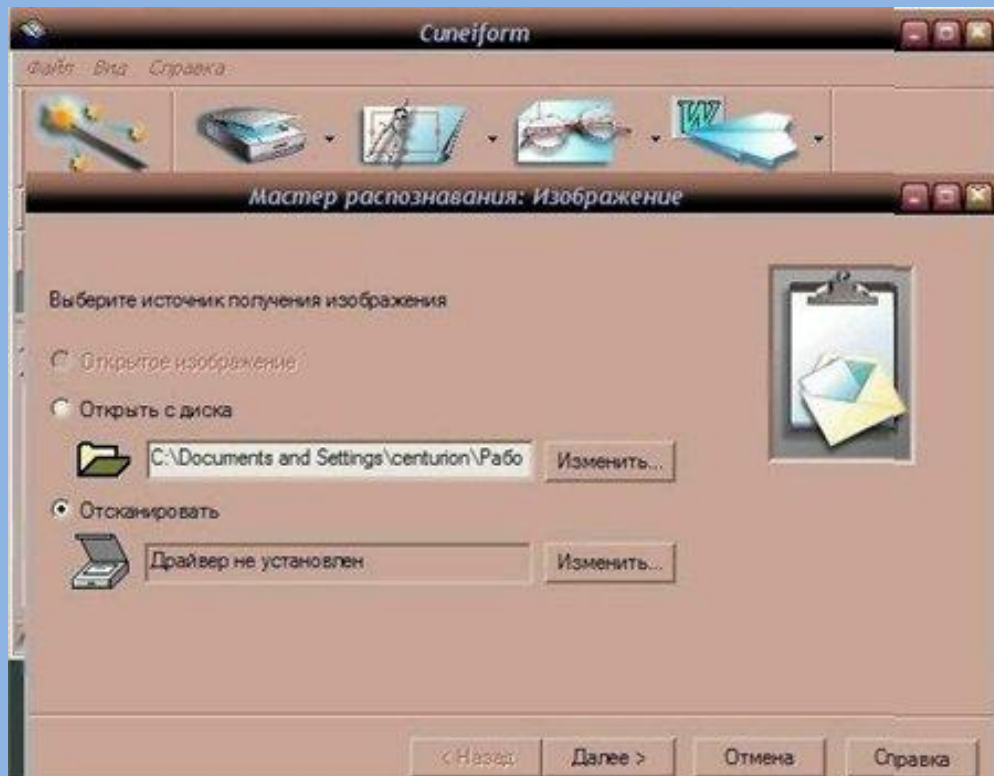 Cuneiform
Файл Вид Справка
W
Мастер распознавания: Изображение
Выберите источник получения изображения
Открытое изображение
Открыть с диска
C:\Documents and Settings\centurion\Рабо
Изменить...
Отсканировать
Драйвер не установлен
Изменить...
< Назад Далее > Отмена Справка